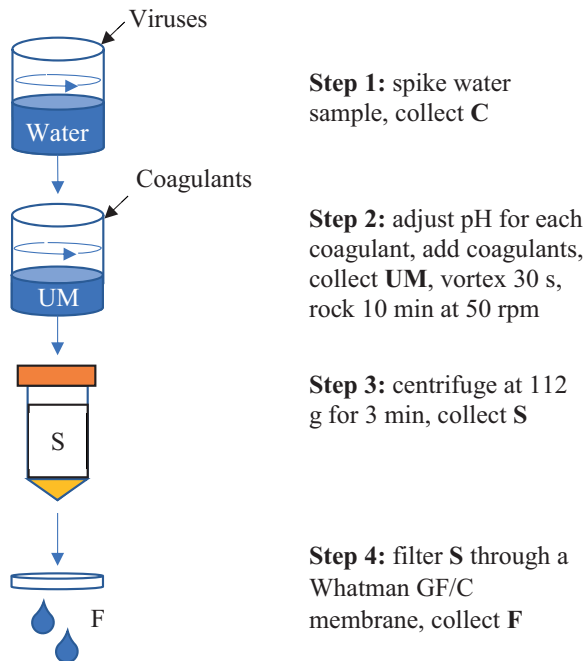 Viruses
Water
Step 1: spike water
sample, collect C
Coagulants
UM
Step 2: adjust pH for each
coagulant, add coagulants,
collect UM, vortex 30 s,
rock 10 min at 50 rpm
S
Step 3: centrifuge at 112
g for 3 min, collect S
F
Step 4: filter S through a
Whatman GF/C
membrane, collect F